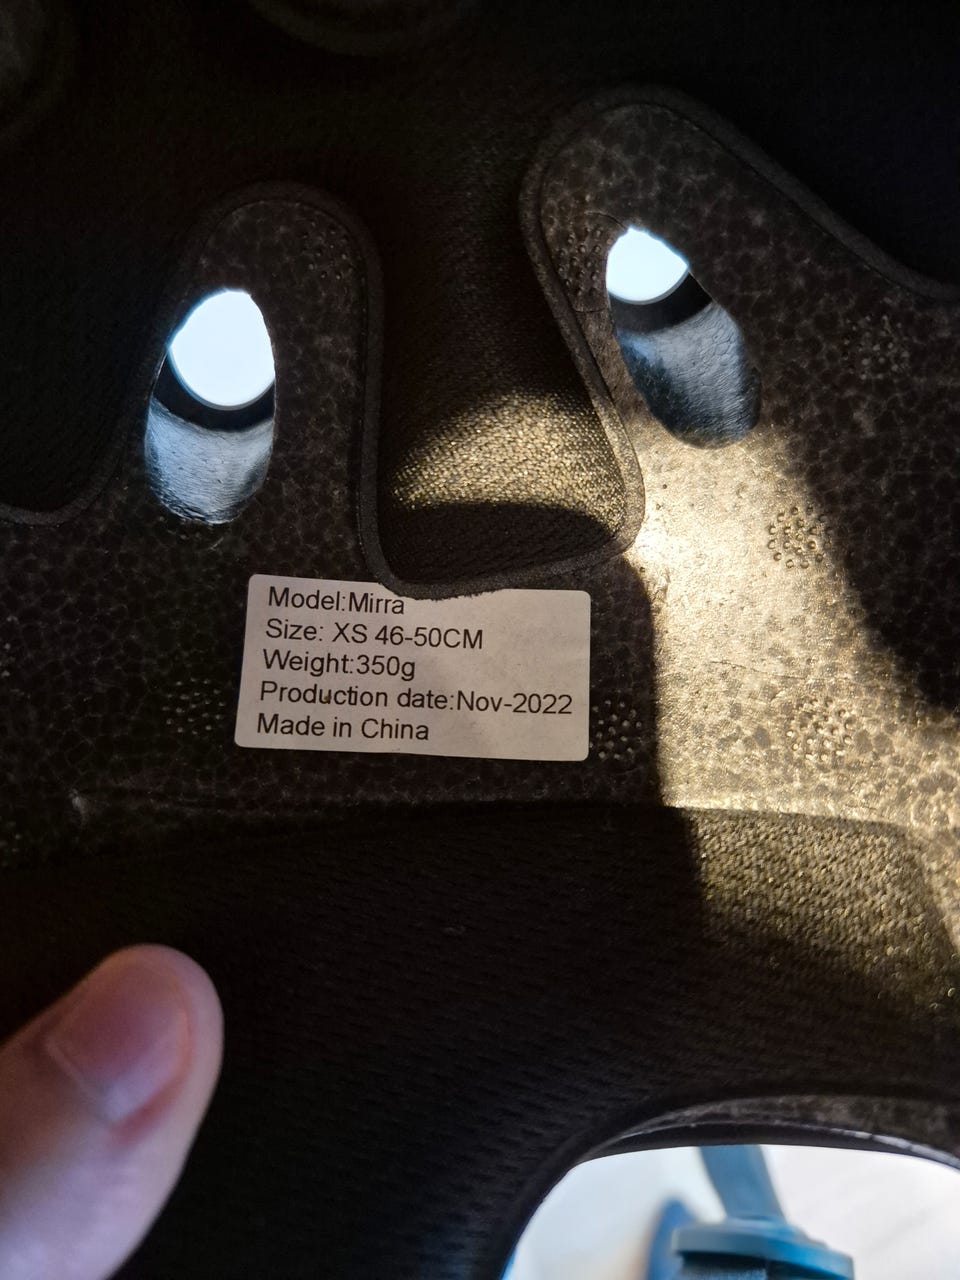 Model:Mirra
Size: XS 46-50CM
Weight:350g
Production date:Nov-2022
Made in China